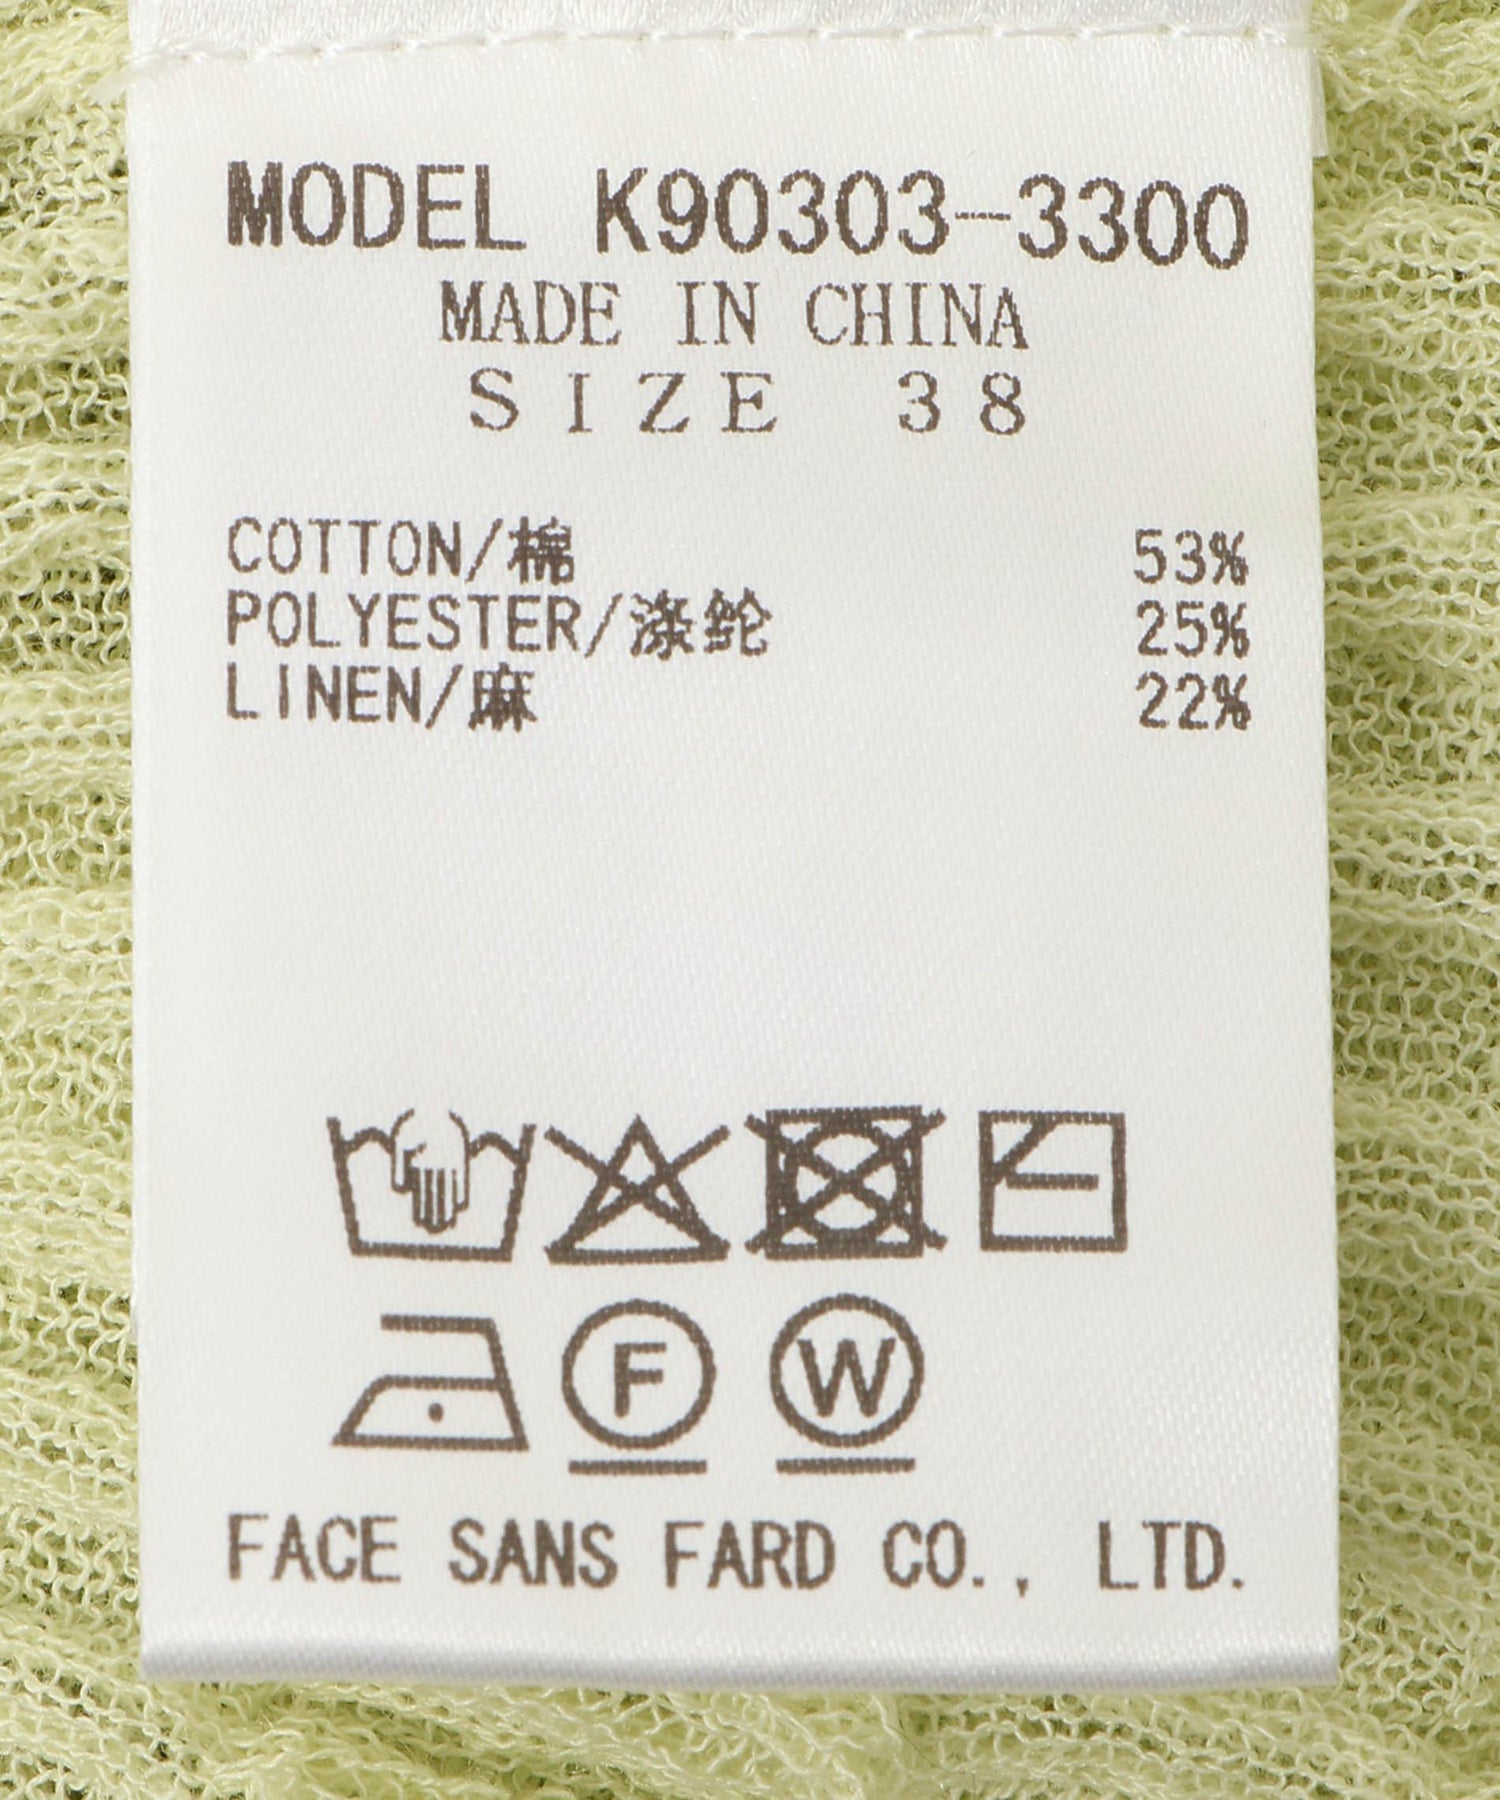 MODEL K90303-3300
MADE IN CHINA
SIZE 38
COTTON/棉 53%
POLYESTER/涤纶 25%
LINEN/麻 22%
F W
FACE SANS FARD CO., LTD.